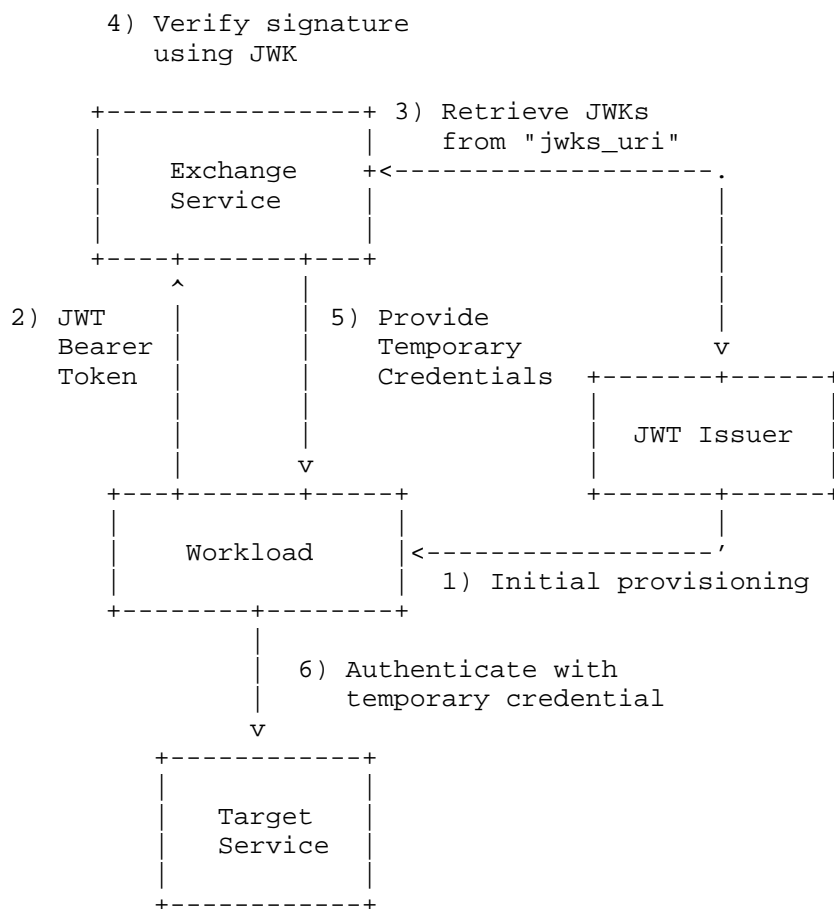 4) Verify signature
using JWK
3) Retrieve JWKs
from "jwks_uri"
Exchange
Service
2) JWT
Bearer
Token
5) Provide
Temporary
Credentials
JWT Issuer
Workload
1) Initial provisioning
6) Authenticate with
temporary credential
Target
Service